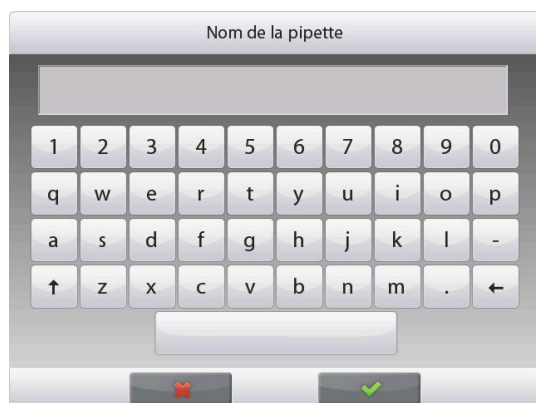 Nom de la pipette
1 2 3 4 5 6 7 8 9 0
q w e r t y u i o p
a s d f g h j k l -
↑ z x c v b n m . ←